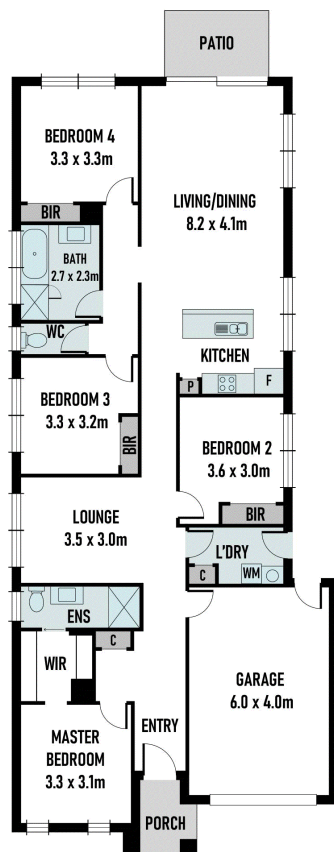 PATIO
BEDROOM 4
3.3 x 3.3m
LIVING/DINING
8.2 x 4.1m
BIR
BATH
2.7 x 2.3m
WC
KITCHEN
P
F
BEDROOM 3
3.3 x 3.2m
BIR
BEDROOM 2
3.6 x 3.0m
BIR
LOUNGE
3.5 x 3.0m
L'DRY
C
WM
ENS
C
WIR
GARAGE
6.0 x 4.0m
MASTER
BEDROOM
3.3 x 3.1m
ENTRY
PORCH